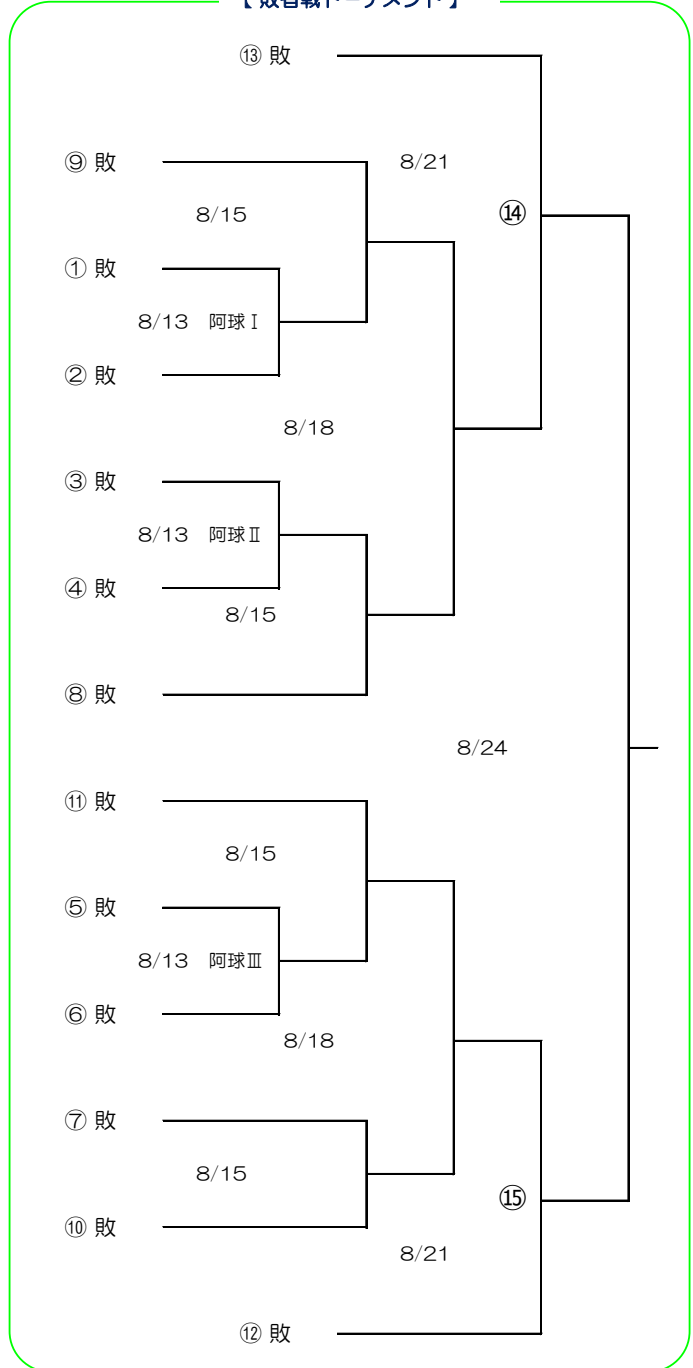 【敗者戦トーナメント】
⑬ 敗
⑨ 敗
8/21
8/15
⑭
① 敗
8/13 阿球Ⅰ
② 敗
8/18
③ 敗
8/13 阿球Ⅱ
④ 敗
8/15
⑧ 敗
8/24
⑪ 敗
8/15
⑤ 敗
8/13 阿球Ⅲ
⑥ 敗
8/18
⑦ 敗
8/15
⑮
⑩ 敗
8/21
⑫ 敗